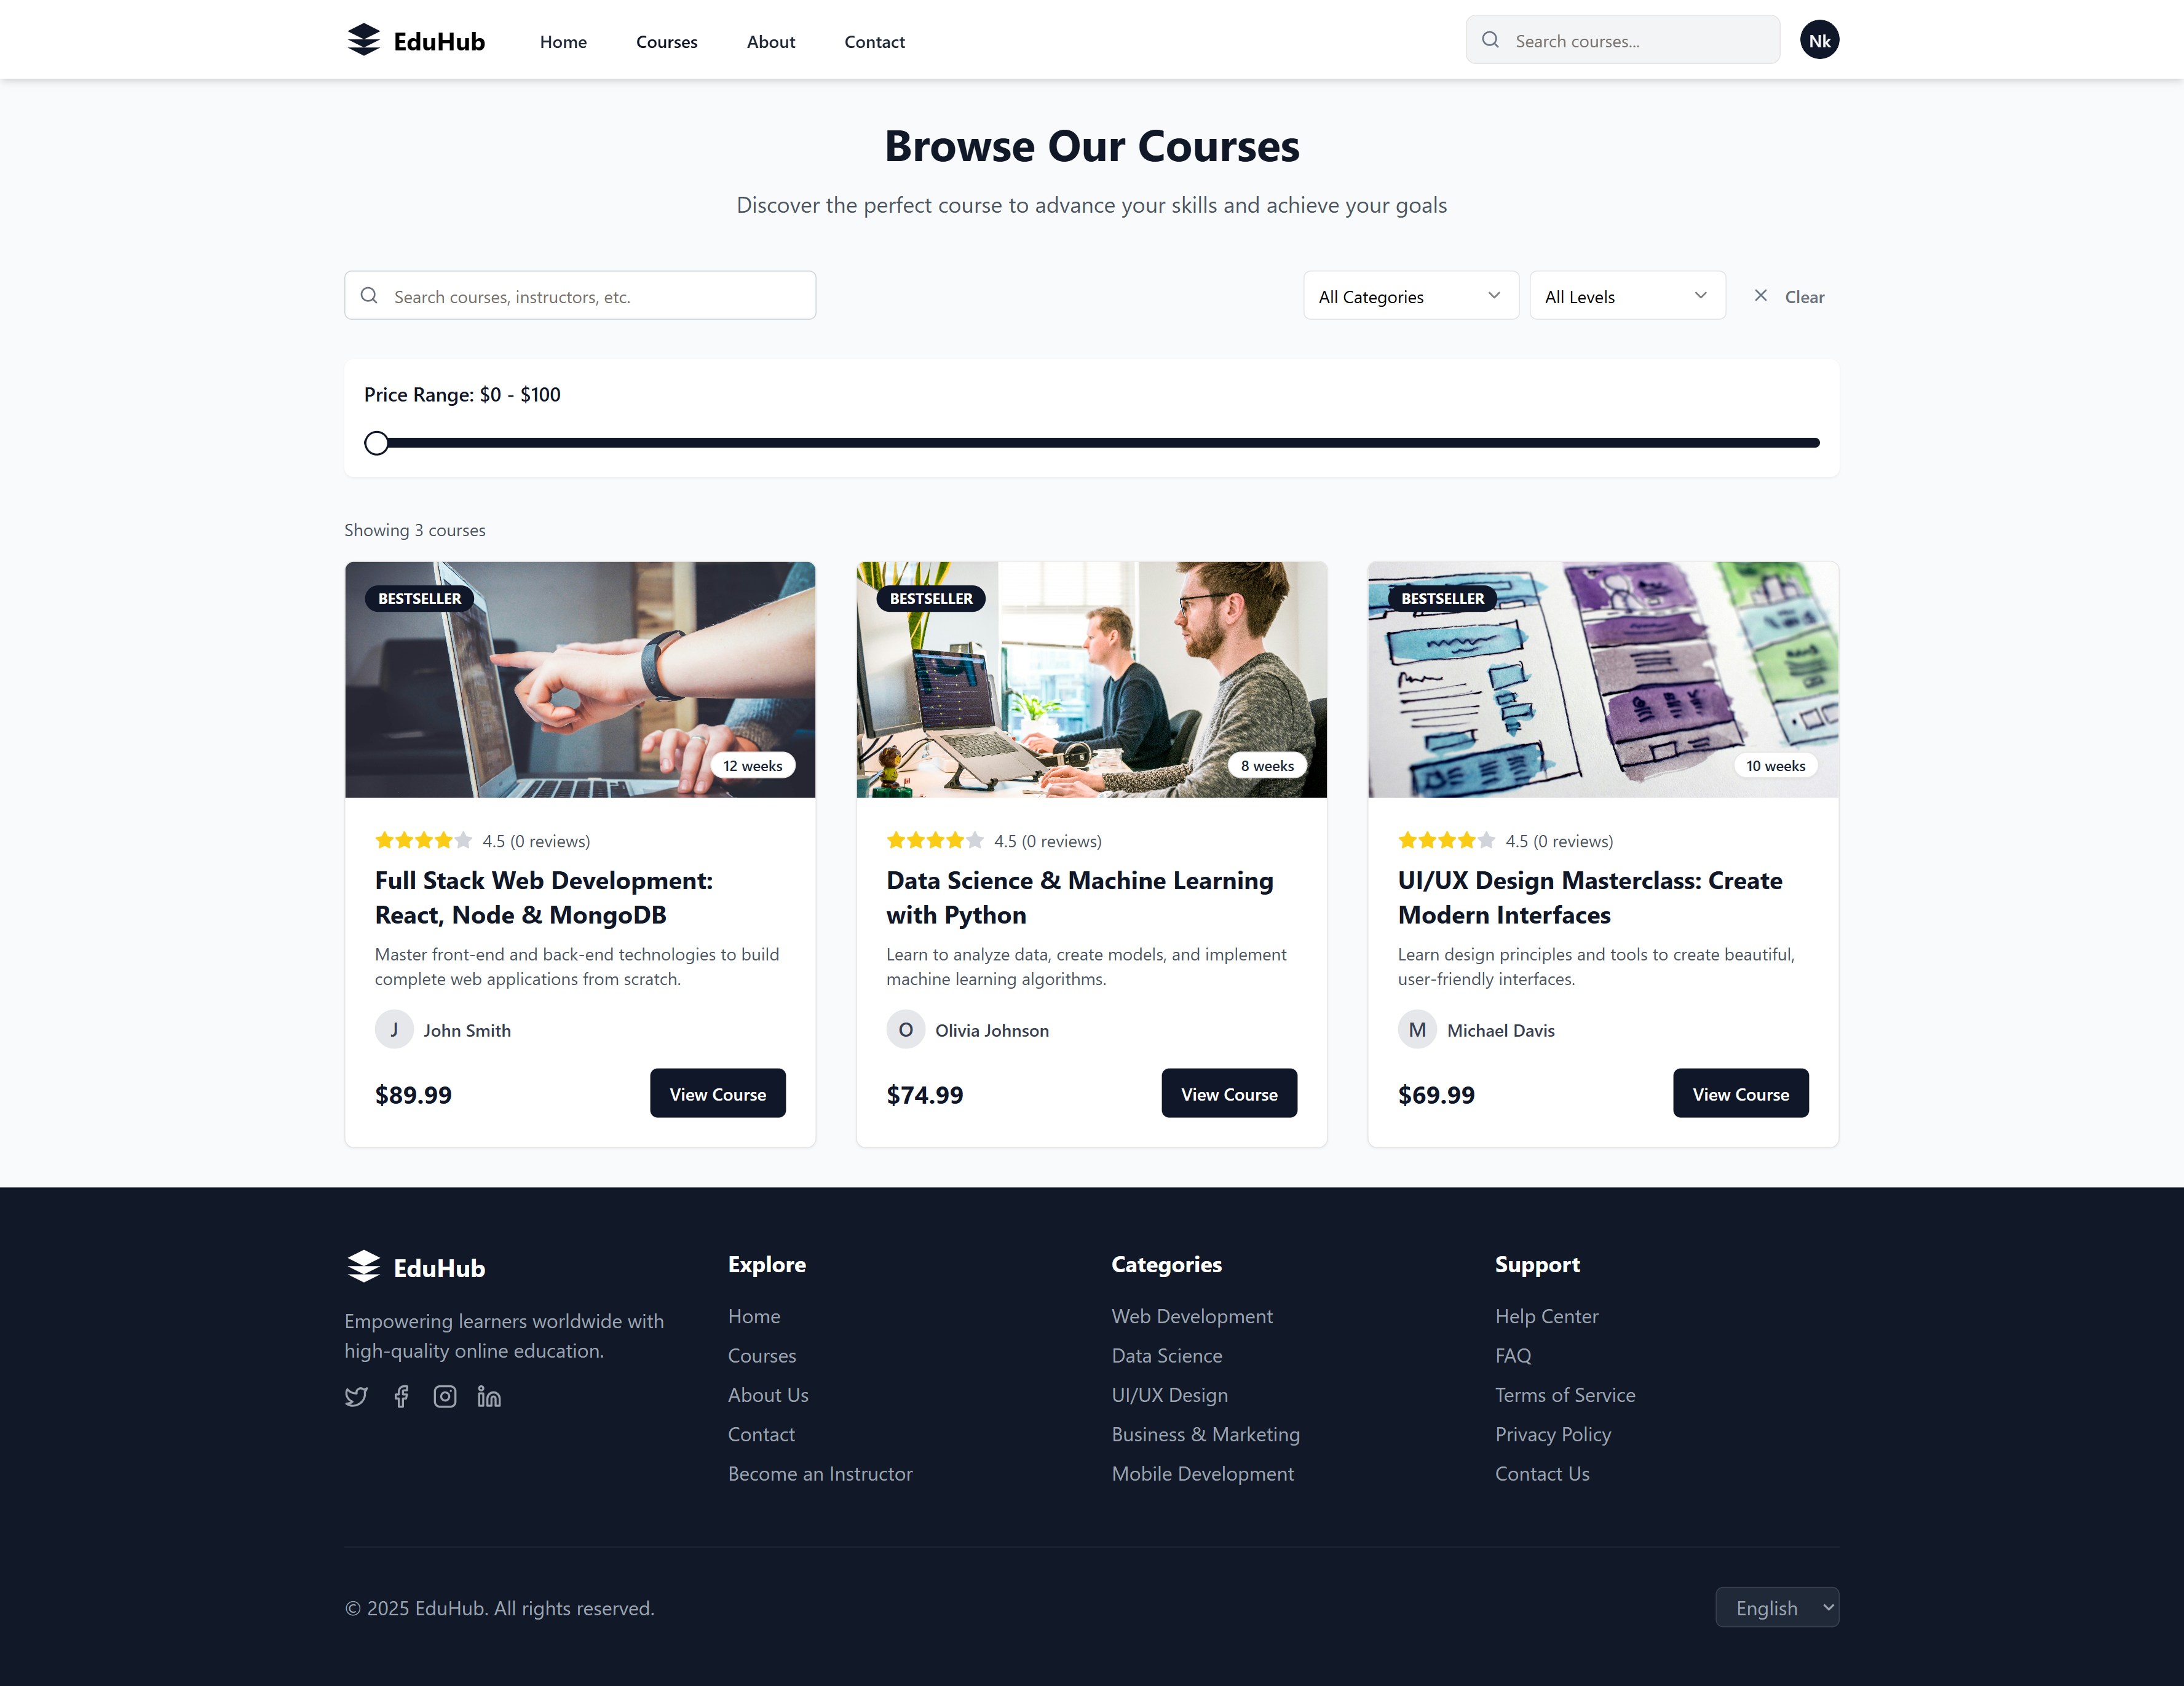 EduHub
Home
Courses
About
Contact
Search courses...
Nk
Browse Our Courses
Discover the perfect course to advance your skills and achieve your goals
Search courses, instructors, etc.
All Categories
All Levels
Clear
Price Range: $0 - $100
Showing 3 courses
BESTSELLER
12 weeks
4.5 (0 reviews)
Full Stack Web Development:
React, Node & MongoDB
Master front-end and back-end technologies to build
complete web applications from scratch.
J
John Smith
$89.99
View Course
BESTSELLER
8 weeks
4.5 (0 reviews)
Data Science & Machine Learning
with Python
Learn to analyze data, create models, and implement
machine learning algorithms.
O
Olivia Johnson
$74.99
View Course
BESTSELLER
10 weeks
4.5 (0 reviews)
UI/UX Design Masterclass: Create
Modern Interfaces
Learn design principles and tools to create beautiful,
user-friendly interfaces.
M
Michael Davis
$69.99
View Course
EduHub
Empowering learners worldwide with
high-quality online education.
Explore
Home
Courses
About Us
Contact
Become an Instructor
Categories
Web Development
Data Science
UI/UX Design
Business & Marketing
Mobile Development
Support
Help Center
FAQ
Terms of Service
Privacy Policy
Contact Us
© 2025 EduHub. All rights reserved.
English